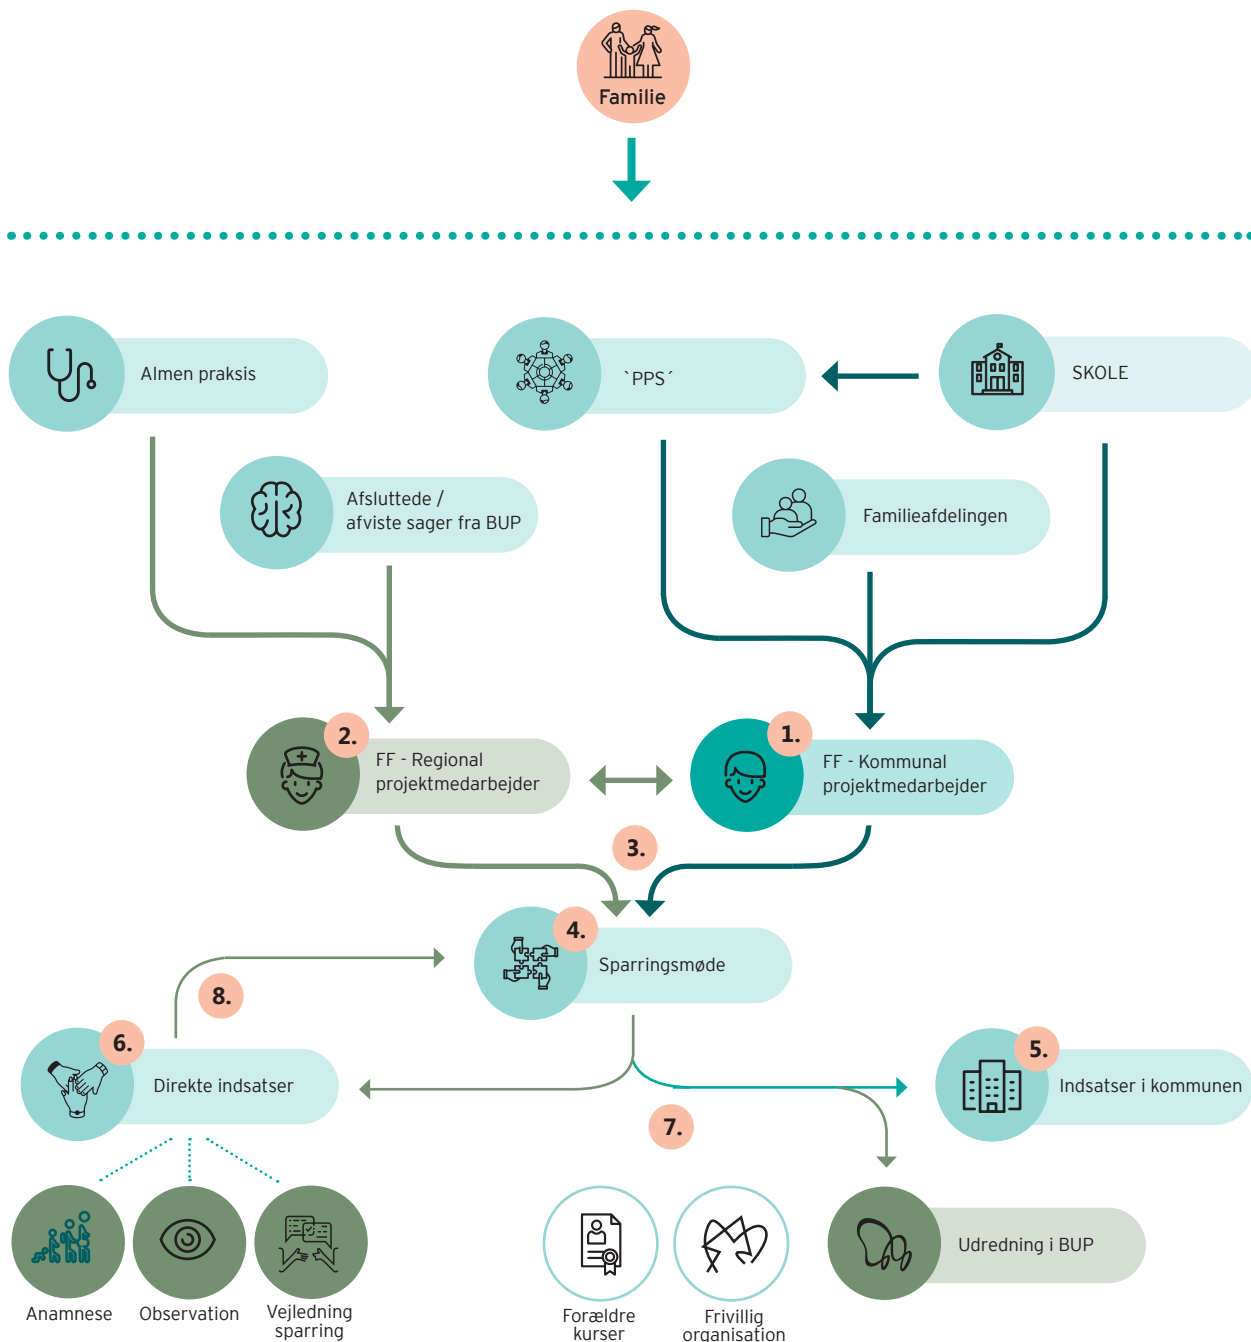 Familie
Almen praksis
`PPS´
SKOLE
Afsluttede /
afviste sager fra BUP
Familieafdelingen
2.
FF - Regional
projektmedarbejder
1.
FF - Kommunal
projektmedarbejder
3.
4.
Sparringsmøde
8.
6.
Direkte indsatser
5.
Indsatser i kommunen
7.
Anamnese
Observation
Vejledning
sparring
Forældre
kurser
Frivillig
organisation
Udredning i BUP